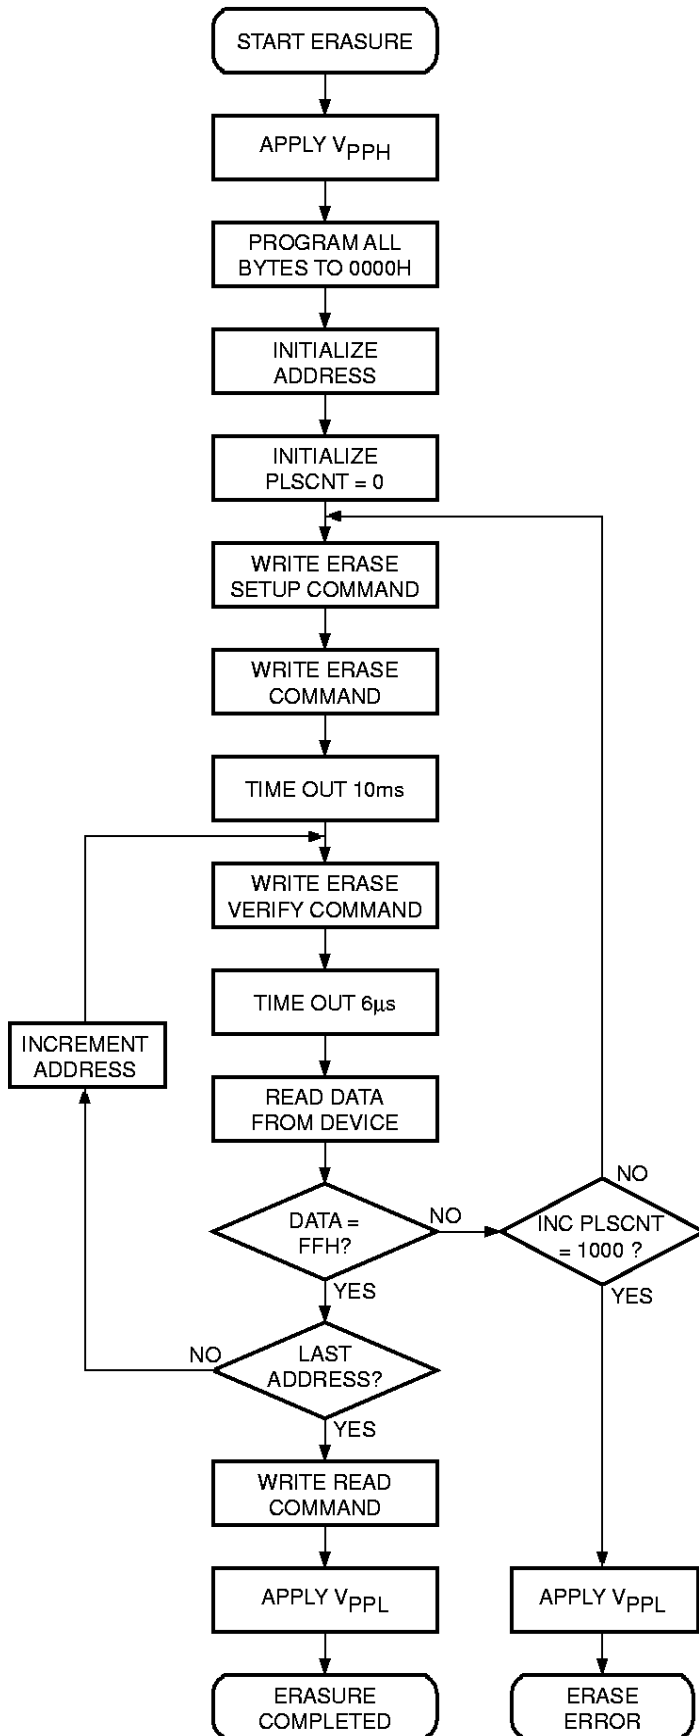 START ERASURE
APPLY VPPH
PROGRAM ALL
BYTES TO 0000H
INITIALIZE
ADDRESS
INITIALIZE
PLSCNT = 0
WRITE ERASE
SETUP COMMAND
WRITE ERASE
COMMAND
TIME OUT 10ms
WRITE ERASE
VERIFY COMMAND
TIME OUT 6µs
INCREMENT
ADDRESS
READ DATA
FROM DEVICE
DATA =
FFH?
NO
YES
INC PLSCNT
= 1000 ?
NO
YES
LAST
ADDRESS?
NO
YES
WRITE READ
COMMAND
APPLY VPPL
APPLY VPPL
ERASURE
COMPLETED
ERASE
ERROR